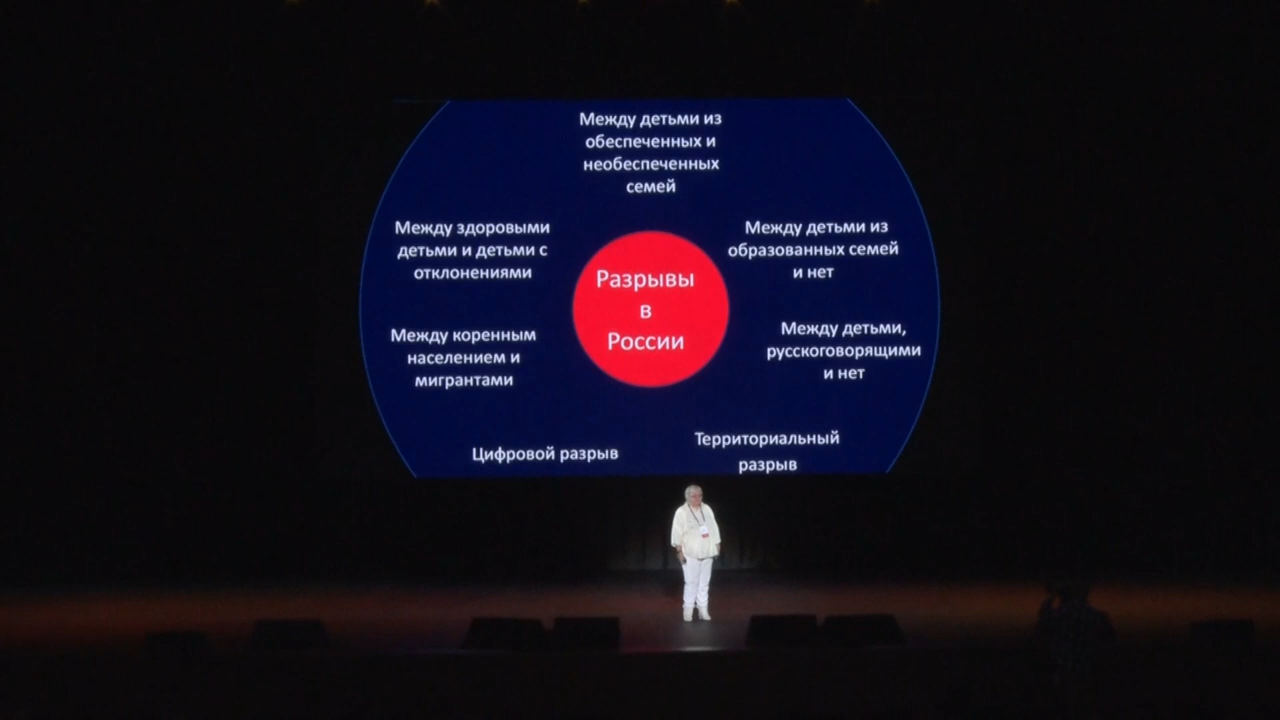 Между детьми из
обеспеченных и
необеспеченных
семей
Между здоровыми
детьми и детьми с
отклонениями
Между детьми из
образованных семей
и нет
Разрывы
в
России
Между коренным
населением и
мигрантами
Между детьми,
русскоговорящими
и нет
Цифровой разрыв
Территориальный
разрыв